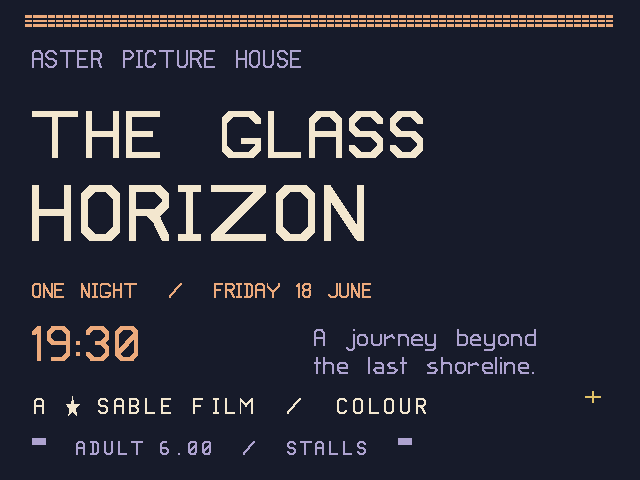 ASTER PICTURE HOUSE
THE GLASS
HORIZON
ONE NIGHT / FRIDAY 18 JUNE
19:30
A journey beyond
the last shoreline.
A ★ SABLE FILM / COLOUR
ADULT 6.00 / STALLS